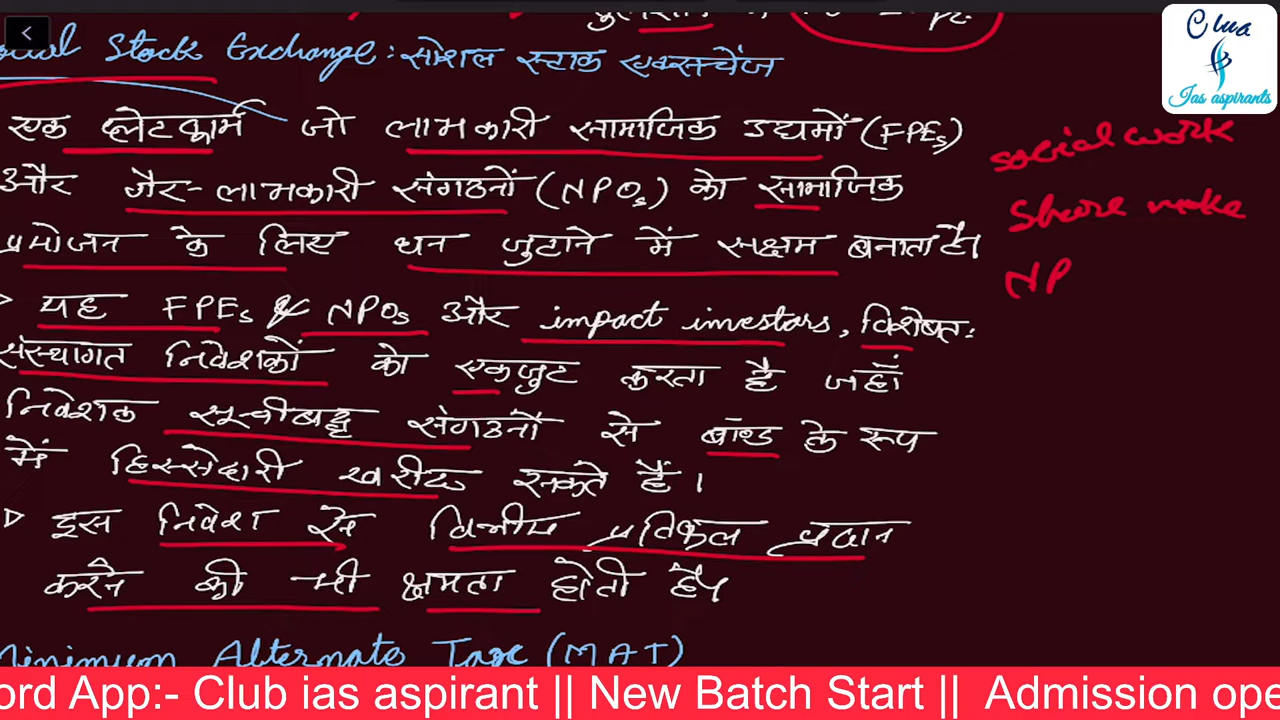 Social Stock Exchange: सोशल स्टाक एक्सचेंज
एक प्लेटफार्म जो लाभकारी सामाजिक उद्यमों (FPEs)
और गैर-लाभकारी संगठनों (NPOs) को सामाजिक
प्रयोजन के लिए धन जुटाने में सक्षम बनाता है।
यह FPEs & NPOs और impact investors, विशेषतः
संस्थागत निवेशकों को एकजुट करता है जहाँ
निवेशक सूचीबद्ध संगठनों से बॉण्ड के रूप
में हिस्सेदारी खरीद सकते हैं।
इस निवेश से वित्तीय प्रतिफल प्रदान
करने की भी क्षमता होती है।
Minimum Alternate Tax (MAT)
social work
Share make
NP
Club
Ias aspirants
ord App:- Club ias aspirant || New Batch Start || Admission ope